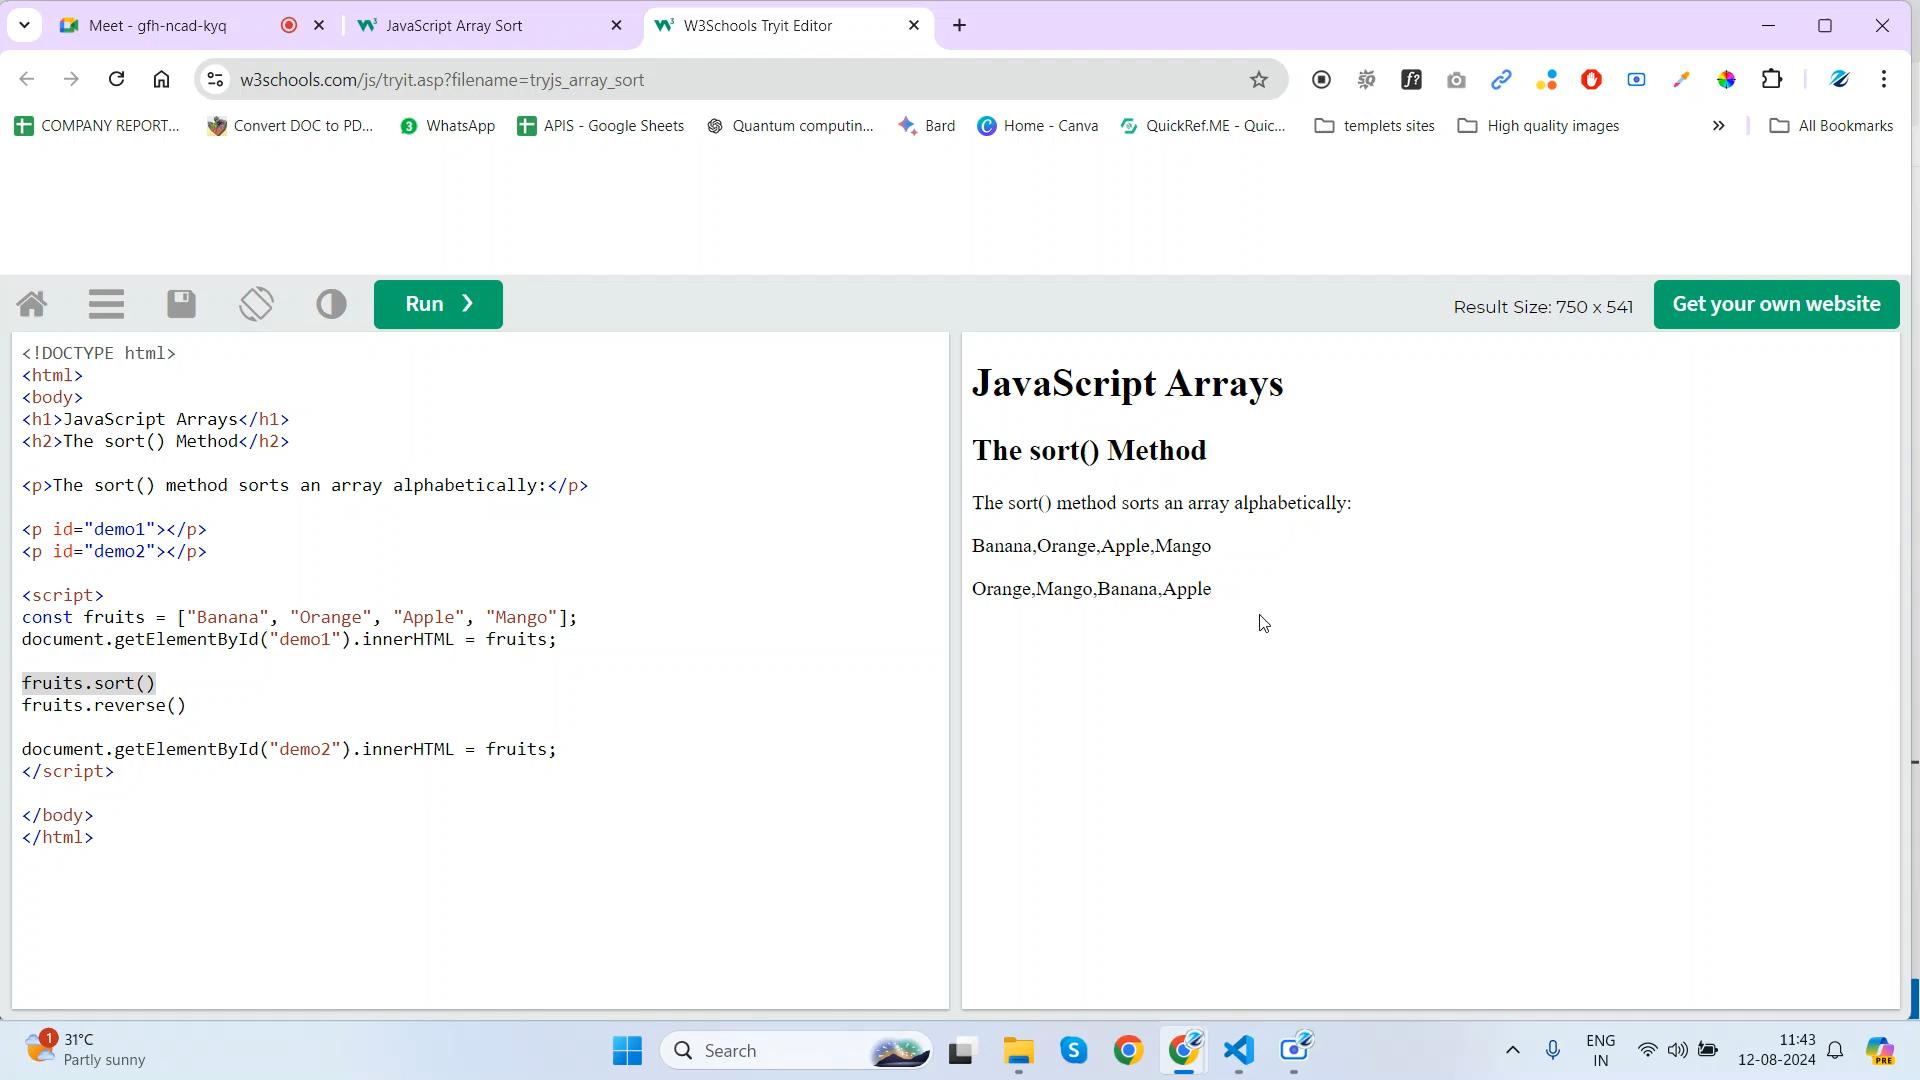 Meet - gfh-ncad-kyq
JavaScript Array Sort
W3Schools Tryit Editor
w3schools.com/js/tryit.asp?filename=tryjs_array_sort
COMPANY REPORT...
Convert DOC to PD...
WhatsApp
APIS - Google Sheets
Quantum computin...
Bard
Home - Canva
QuickRef.ME - Quic...
templets sites
High quality images
All Bookmarks
Run
Result Size: 750 x 541
Get your own website
<!DOCTYPE html>
<html>
<body>
<h1>JavaScript Arrays</h1>
<h2>The sort() Method</h2>
<p>The sort() method sorts an array alphabetically:</p>
<p id="demo1"></p>
<p id="demo2"></p>
<script>
const fruits = ["Banana", "Orange", "Apple", "Mango"];
document.getElementById("demo1").innerHTML = fruits;
fruits.sort()
fruits.reverse()
document.getElementById("demo2").innerHTML = fruits;
</script>
</body>
</html>
JavaScript Arrays
The sort() Method
The sort() method sorts an array alphabetically:
Banana,Orange,Apple,Mango
Orange,Mango,Banana,Apple
1
31°C
Partly sunny
Search
ENG
IN
11:43
12-08-2024
PRE